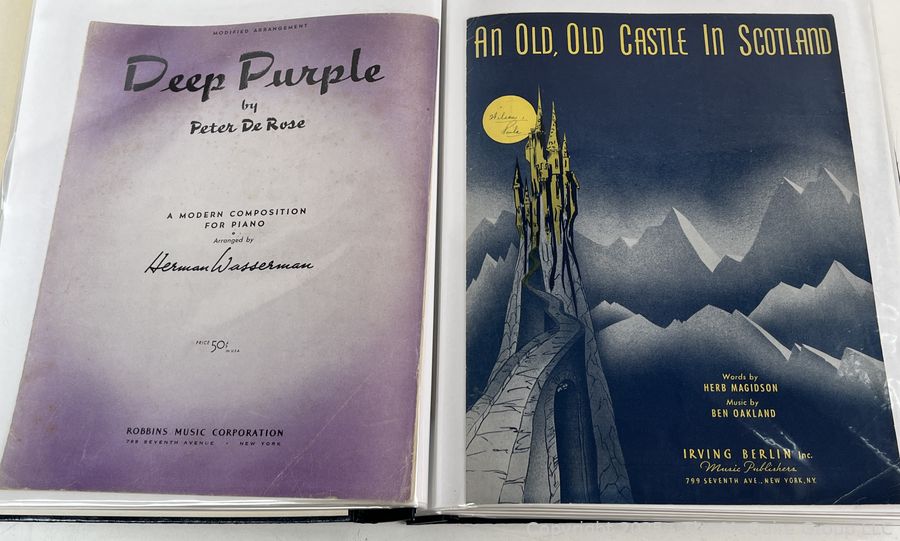 MODIFIED ARRANGEMENT
Deep Purple
by
Peter De Rose
A MODERN COMPOSITION
FOR PIANO
Arranged by
Herman Wasserman
PRICE 50¢
IN U.S.A.
ROBBINS MUSIC CORPORATION
799 SEVENTH AVENUE • NEW YORK
AN OLD, OLD CASTLE IN SCOTLAND
Words by
HERB MAGIDSON
Music by
BEN OAKLAND
IRVING BERLIN Inc.
Music Publishers
799 SEVENTH AVE., NEW YORK, N.Y.